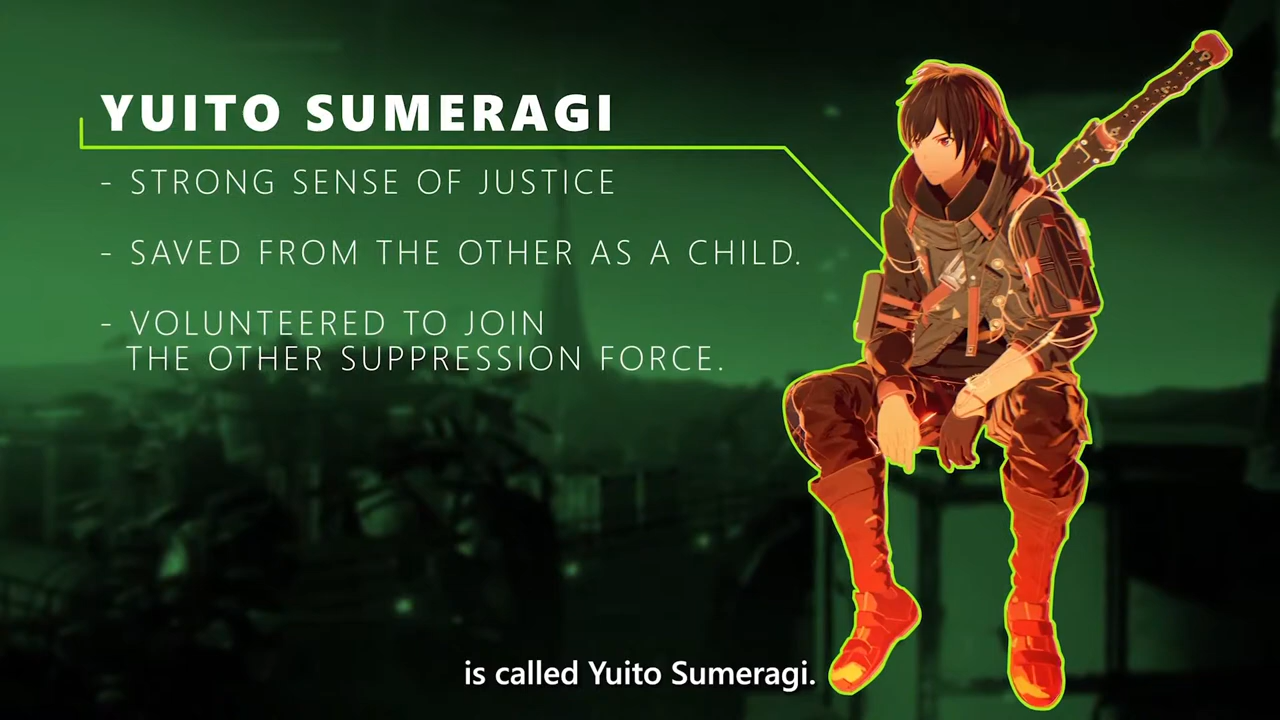 YUITO SUMERAGI
- STRONG SENSE OF JUSTICE
- SAVED FROM THE OTHER AS A CHILD.
- VOLUNTEERED TO JOIN
THE OTHER SUPPRESSION FORCE.
is called Yuito Sumeragi.